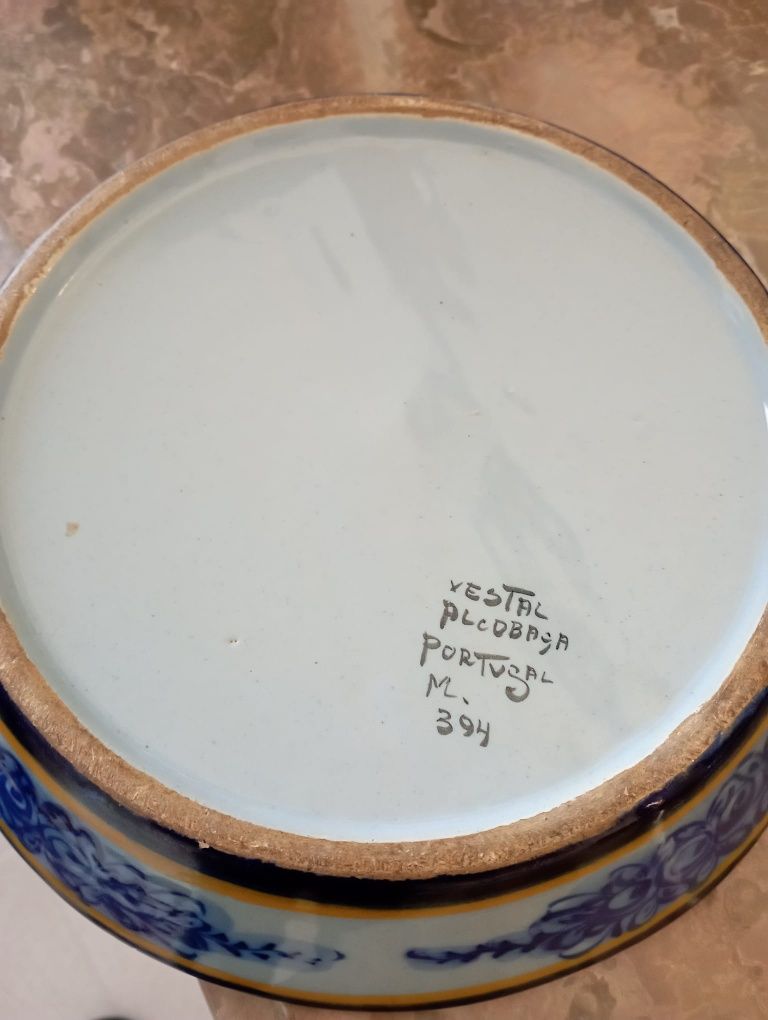 VESTAL
ALCOBAÇA
PORTUGAL
M.
394